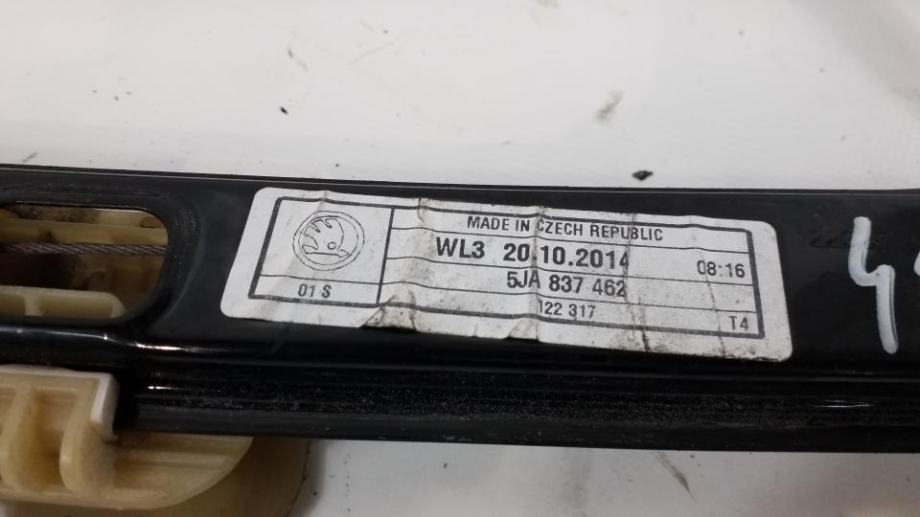 MADE IN CZECH REPUBLIC
WL3 20.10.2014 08:16
5JA 837 462
01 S 122 317 T4